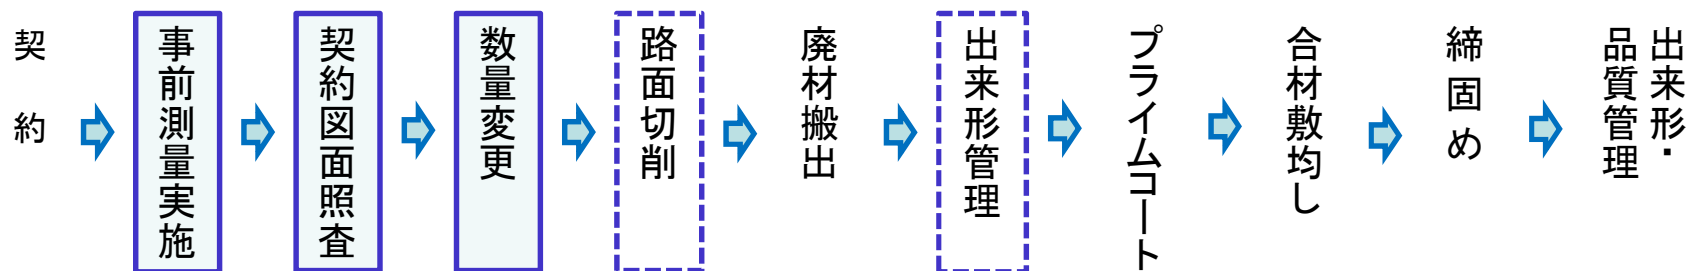 契約
事前測量実施
契約図面照査
数量変更
路面切削
廃材搬出
出来形管理
プライムコート
合材敷均し
締固め
出来形・
品質管理